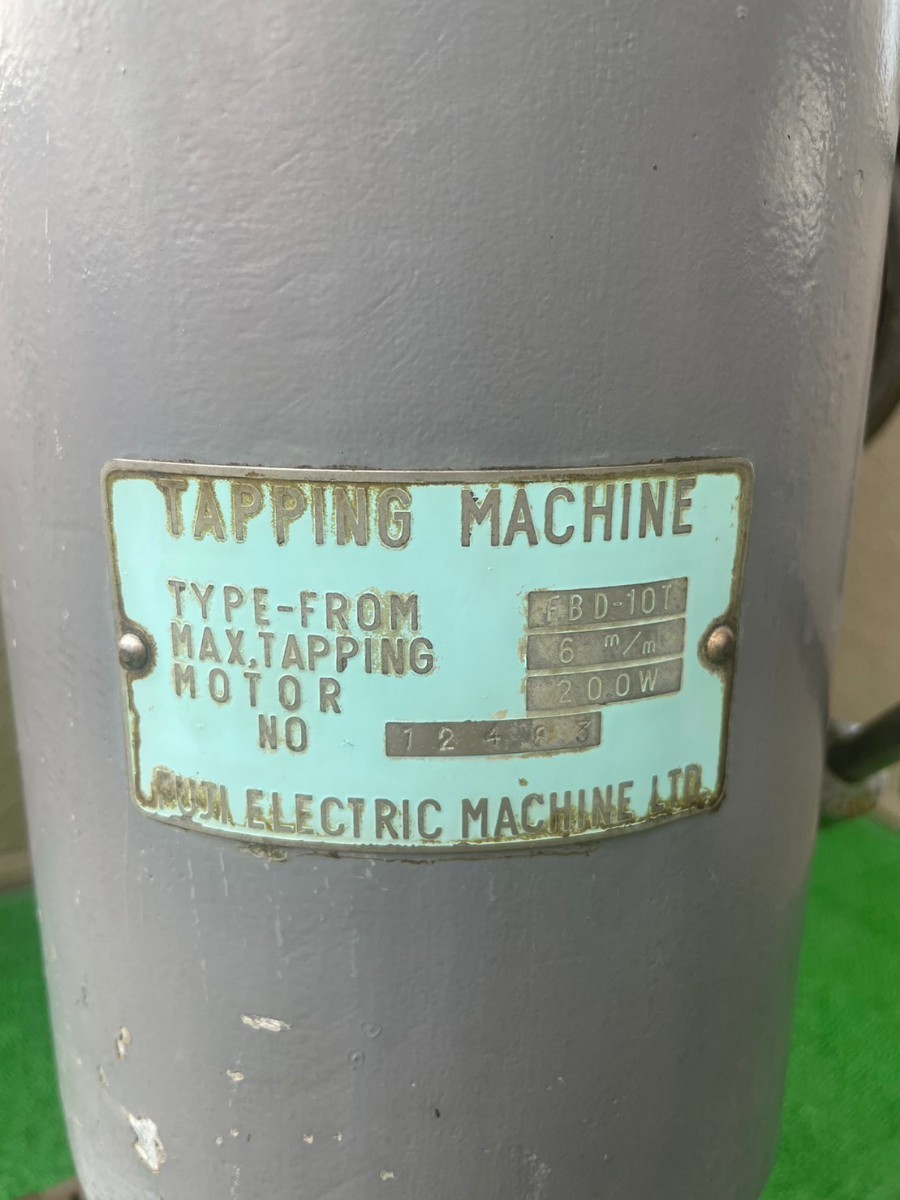 TAPPING MACHINE
TYPE-FROM FBD-10T
MAX.TAPPING 6 m/m
MOTOR 200W
NO
ELECTRIC MACHINE LTD.